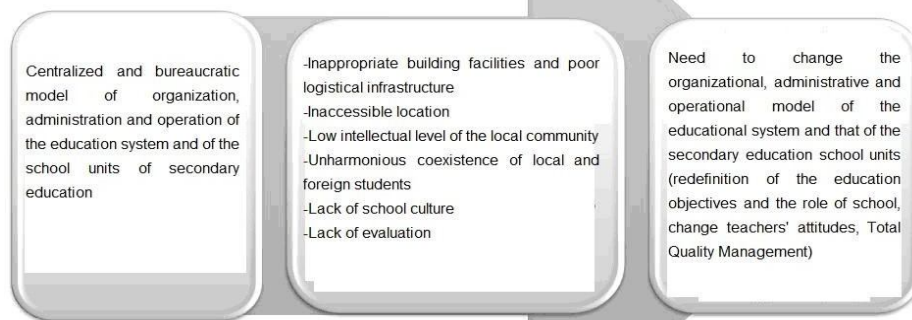 Centralized and bureaucratic
model of organization,
administration and operation of
the education system and of the
school units of secondary
education
-Inappropriate building facilities and poor
logistical infrastructure
-Inaccessible location
-Low intellectual level of the local community
-Unharmonious coexistence of local and
foreign students
-Lack of school culture
-Lack of evaluation
Need to change the
organizational, administrative and
operational model of the
educational system and that of the
secondary education school units
(redefinition of the education
objectives and the role of school,
change teachers' attitudes, Total
Quality Management)